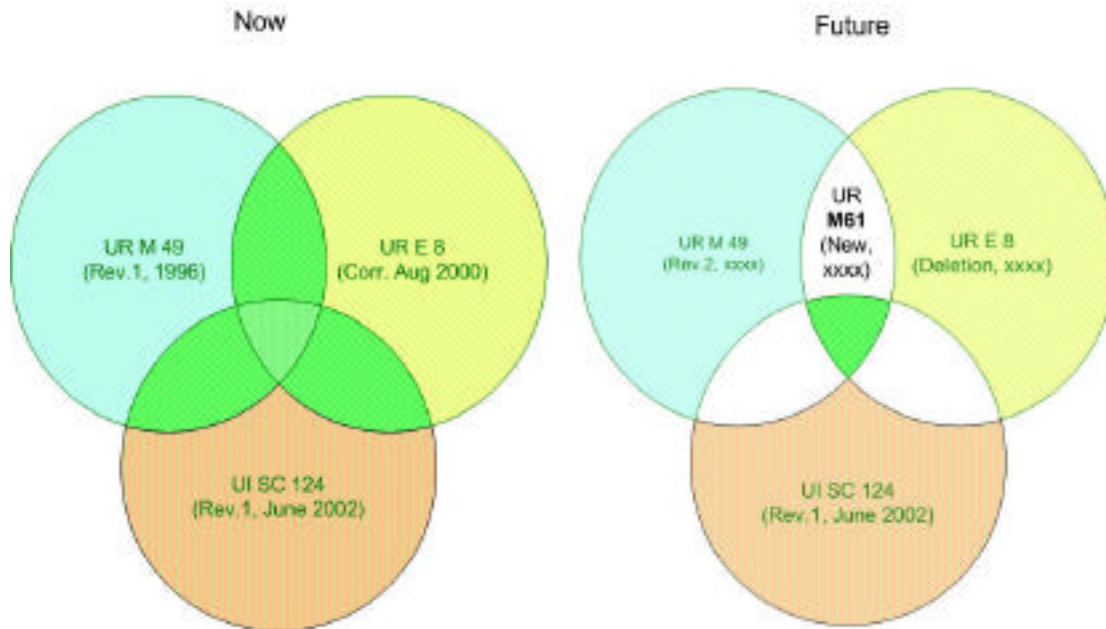 Now
Future
UR M 49
(Rev.1, 1996)
UR E 8
(Corr. Aug 2000)
UI SC 124
(Rev.1, June 2002)
UR
M61
(New,
xxxx)
UR M 49
(Rev.2, xxxx)
UR E 8
(Deletion, xxxx)
UI SC 124
(Rev.1, June 2002)